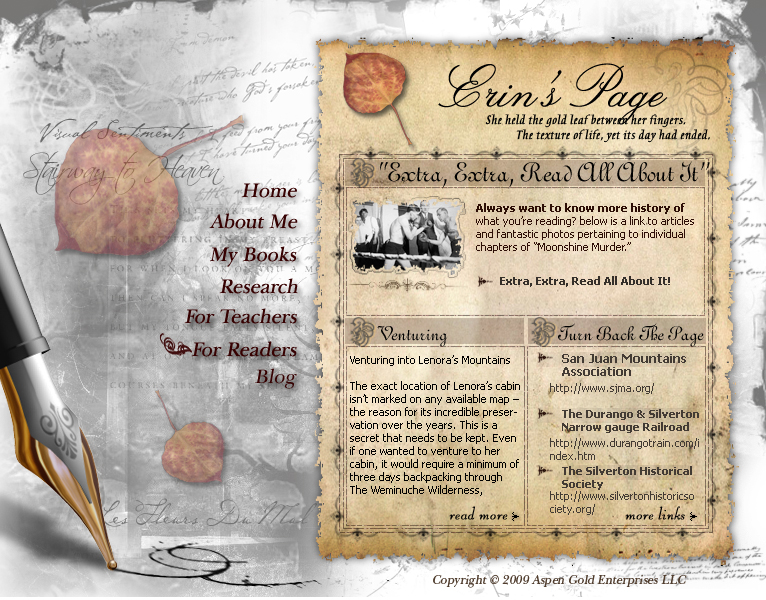 Erin's Page
She held the gold leaf between her fingers.
The texture of life, yet its day had ended.
Visual Sentiments
Stairway to Heaven
Home
About Me
My Books
Research
For Teachers
For Readers
Blog
Les Fleurs Du Mal
"Extra, Extra, Read All About It"
Always want to know more history of
what you're reading? below is a link to articles
and fantastic photos pertaining to individual
chapters of "Moonshine Murder."
Extra, Extra, Read All About It!
Venturing
Venturing into Lenora's Mountains
The exact location of Lenora's cabin
isn't marked on any available map –
the reason for its incredible preser-
vation over the years. This is a
secret that needs to be kept. Even
if one wanted to venture to her
cabin, it would require a minimum of
three days backpacking through
The Weminuche Wilderness,
read more
Turn Back The Page
San Juan Mountains
Association
http://www.sjma.org/
The Durango & Silverton
Narrow gauge Railroad
http://www.durangotrain.com/i
ndex.htm
The Silverton Historical
Society
http://www.silvertonhistoricso
ciety.org/
more links
Copyright © 2009 Aspen Gold Enterprises LLC